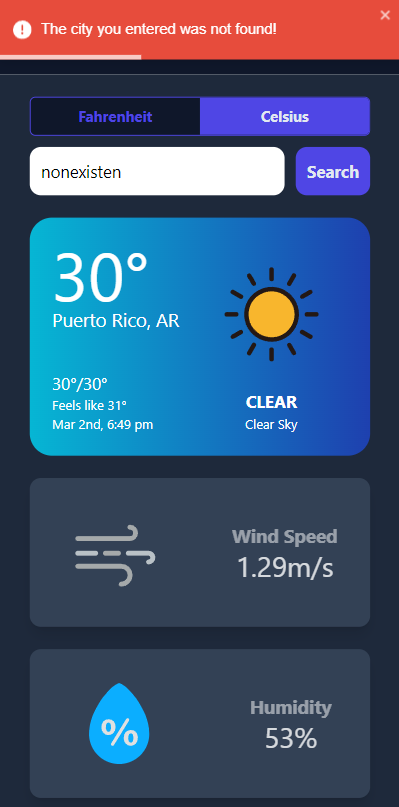 The city you entered was not found!
Fahrenheit Celsius
nonexisten Search
30°
Puerto Rico, AR
30°/30°
Feels like 31°
Mar 2nd, 6:49 pm
CLEAR
Clear Sky
Wind Speed
1.29m/s
%
Humidity
53%